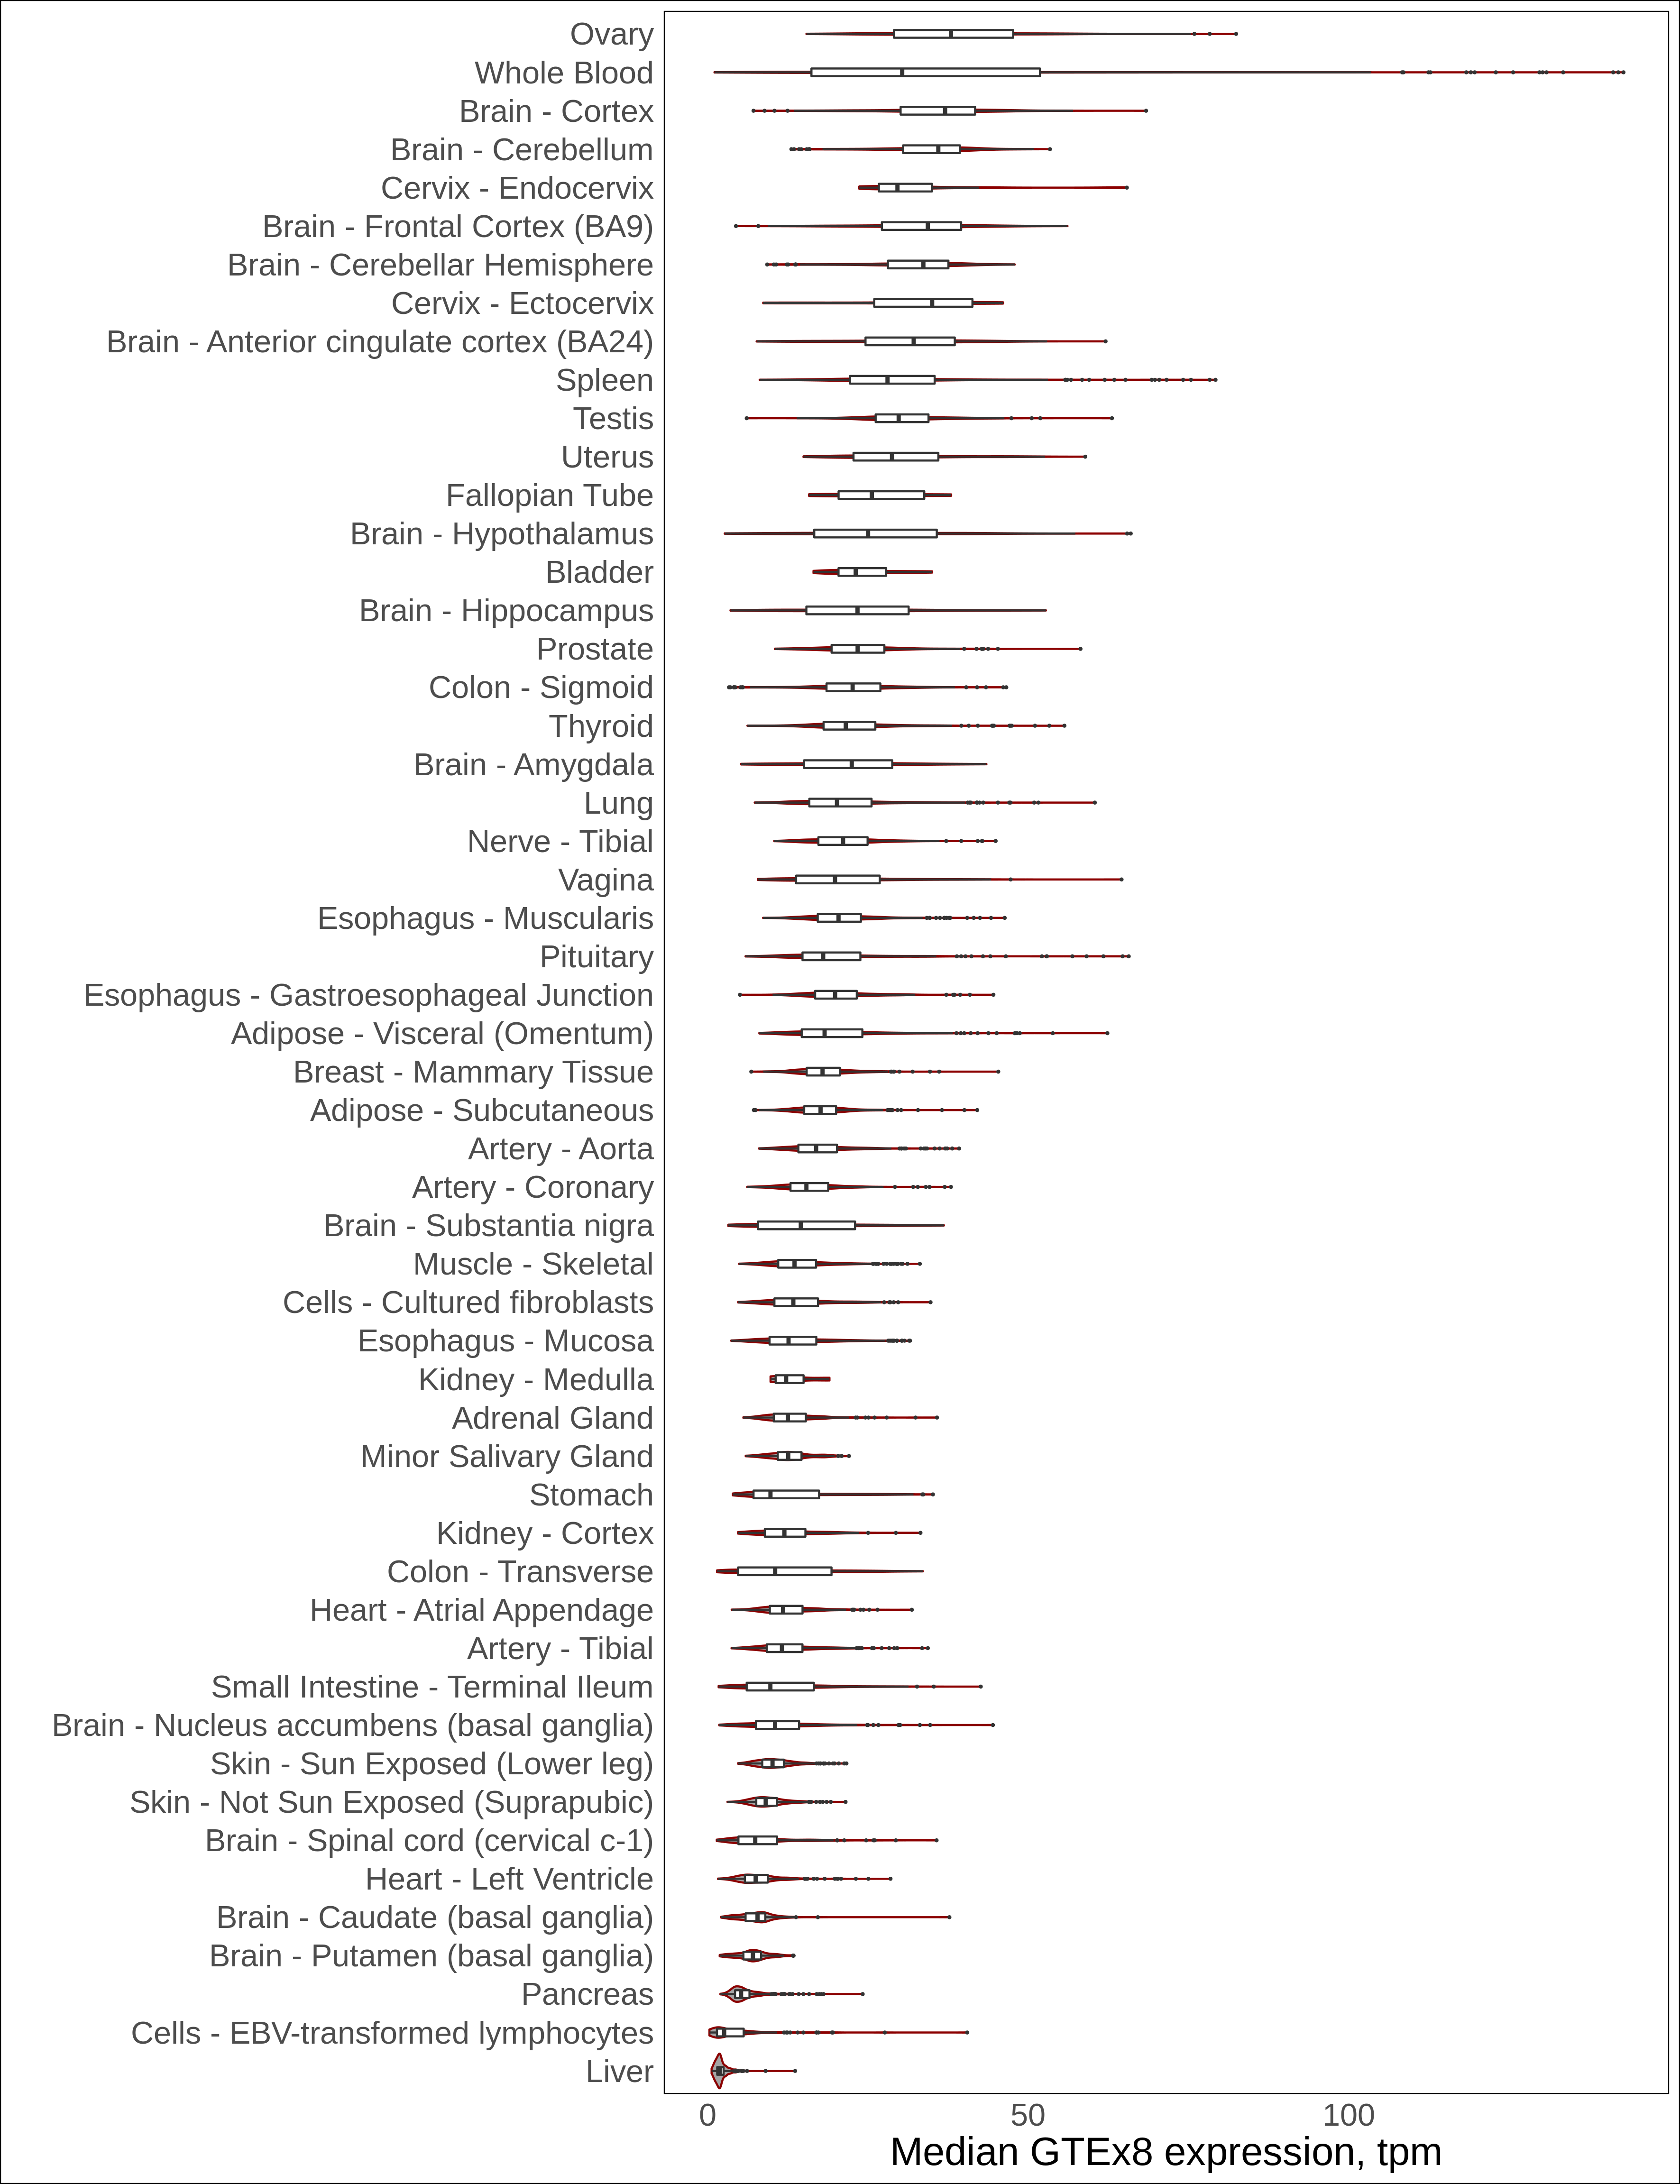 Ovary
Whole Blood
Brain - Cortex
Brain - Cerebellum
Cervix - Endocervix
Brain - Frontal Cortex (BA9)
Brain - Cerebellar Hemisphere
Cervix - Ectocervix
Brain - Anterior cingulate cortex (BA24)
Spleen
Testis
Uterus
Fallopian Tube
Brain - Hypothalamus
Bladder
Brain - Hippocampus
Prostate
Colon - Sigmoid
Thyroid
Brain - Amygdala
Lung
Nerve - Tibial
Vagina
Esophagus - Muscularis
Pituitary
Esophagus - Gastroesophageal Junction
Adipose - Visceral (Omentum)
Breast - Mammary Tissue
Adipose - Subcutaneous
Artery - Aorta
Artery - Coronary
Brain - Substantia nigra
Muscle - Skeletal
Cells - Cultured fibroblasts
Esophagus - Mucosa
Kidney - Medulla
Adrenal Gland
Minor Salivary Gland
Stomach
Kidney - Cortex
Colon - Transverse
Heart - Atrial Appendage
Artery - Tibial
Small Intestine - Terminal Ileum
Brain - Nucleus accumbens (basal ganglia)
Skin - Sun Exposed (Lower leg)
Skin - Not Sun Exposed (Suprapubic)
Brain - Spinal cord (cervical c-1)
Heart - Left Ventricle
Brain - Caudate (basal ganglia)
Brain - Putamen (basal ganglia)
Pancreas
Cells - EBV-transformed lymphocytes
Liver
0 50 100
Median GTEx8 expression, tpm